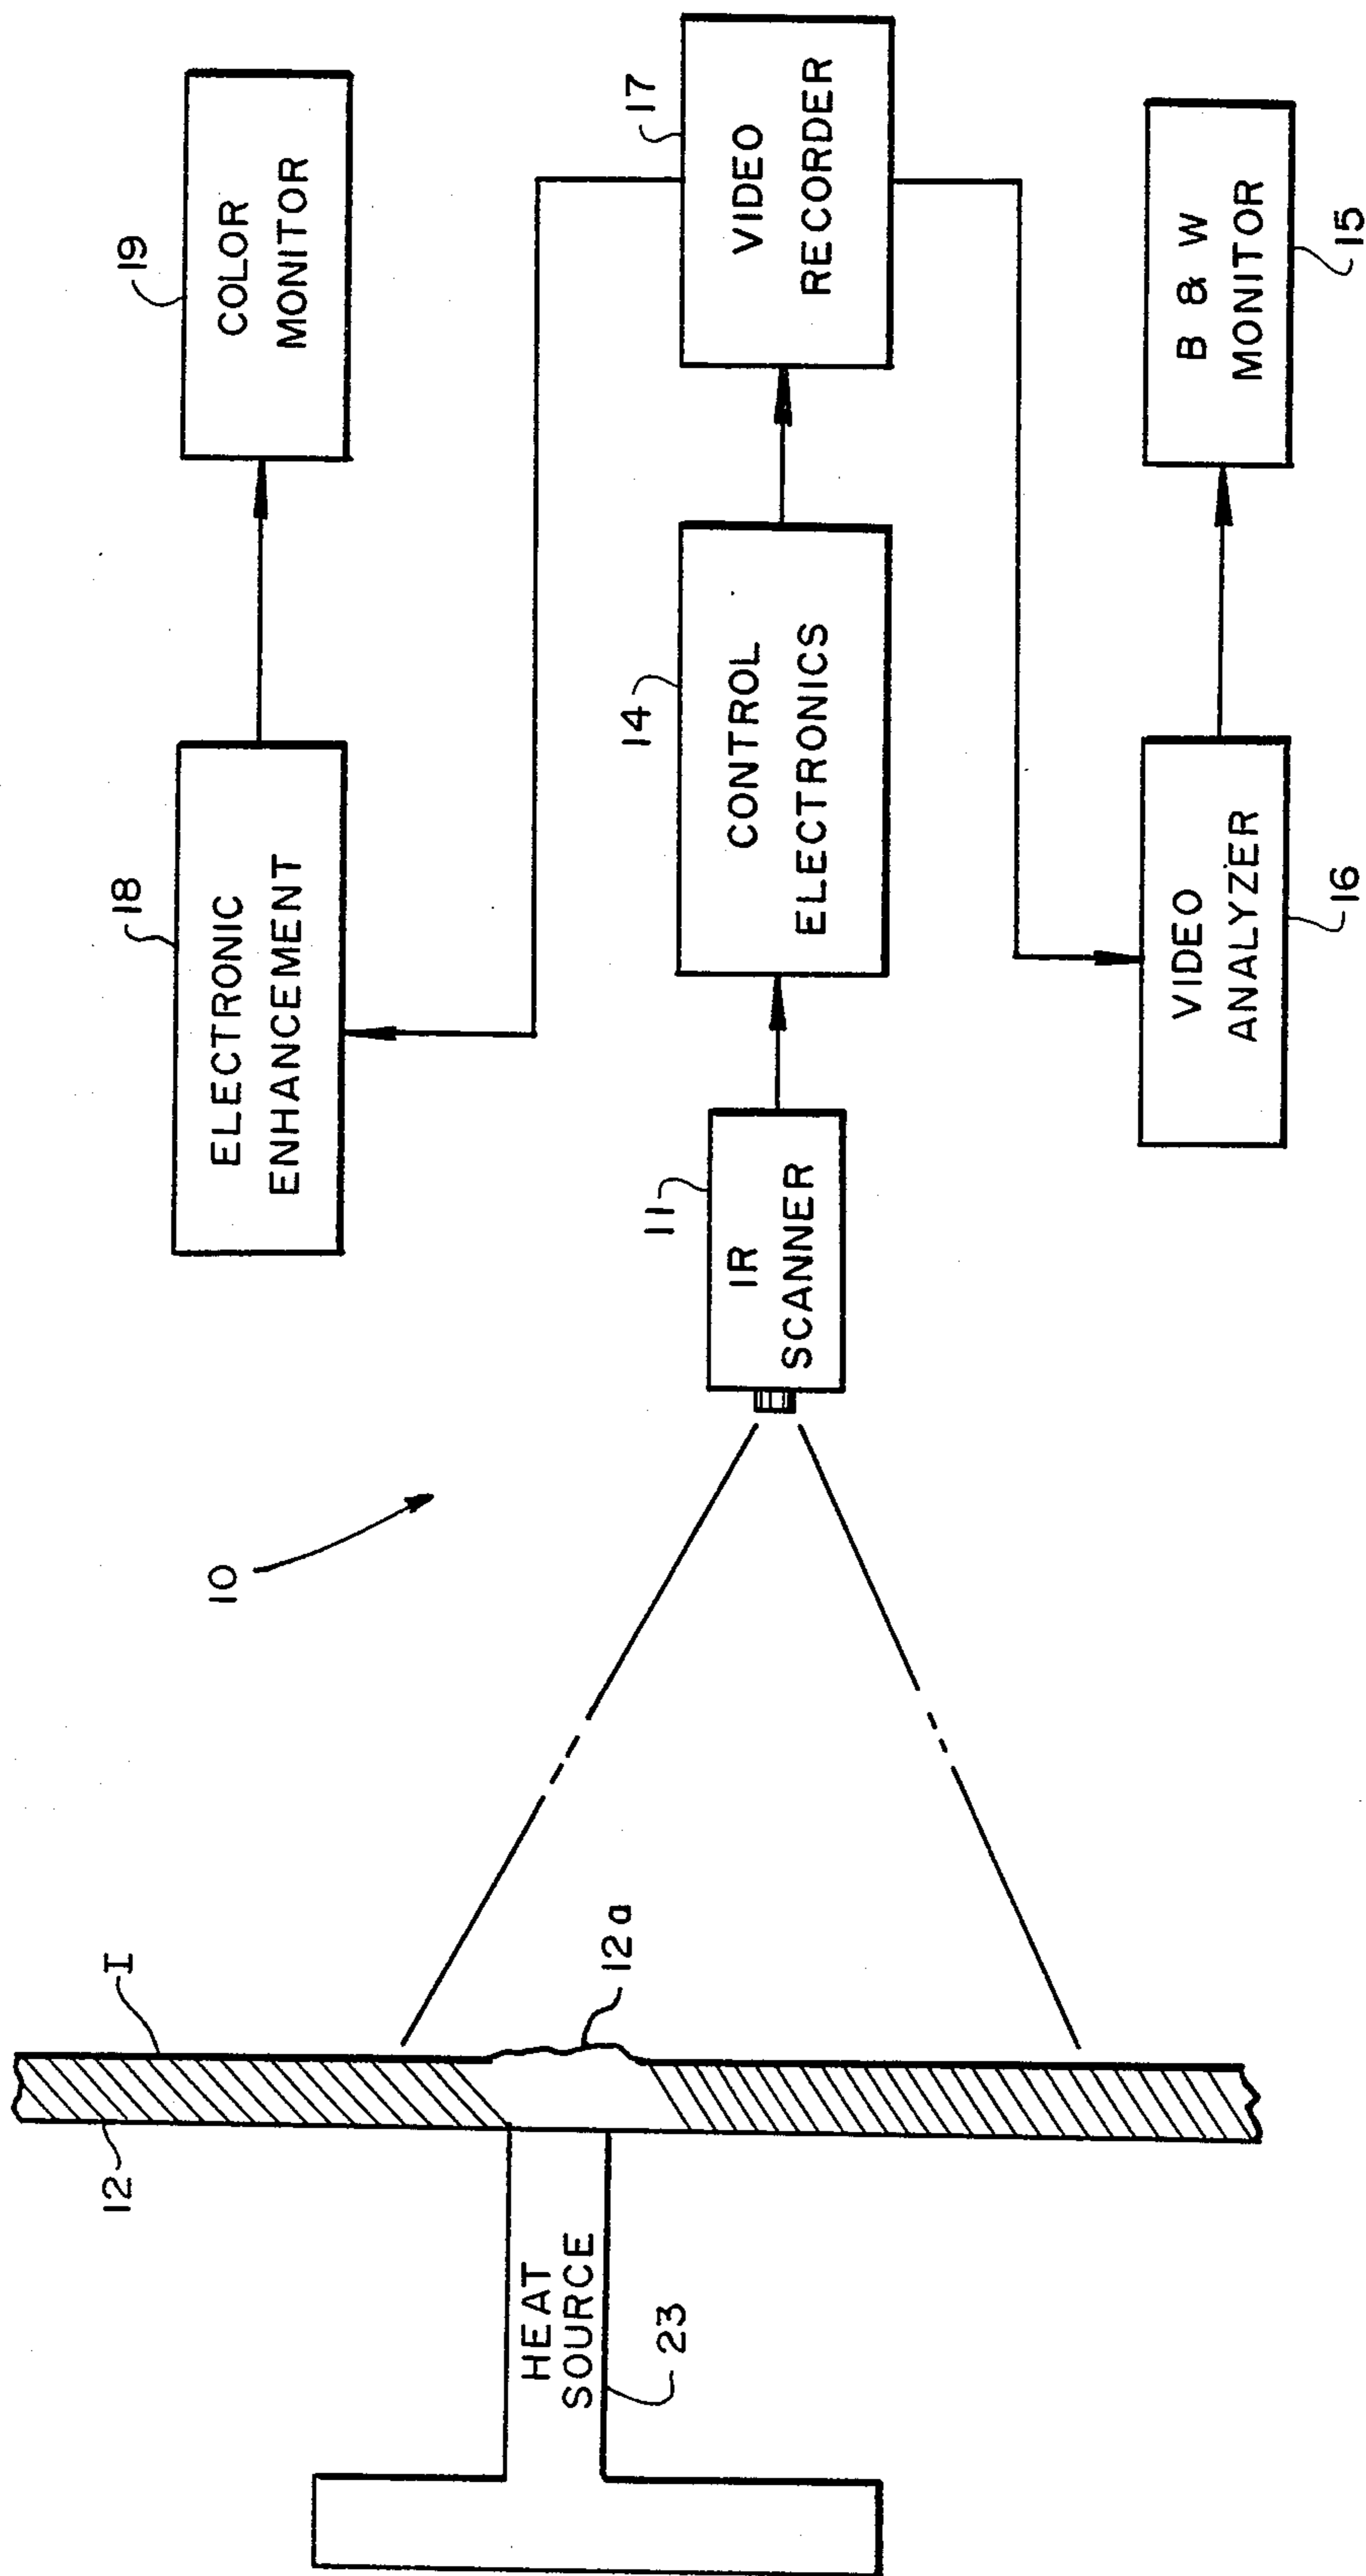 19
COLOR
MONITOR
18
ELECTRONIC
ENHANCEMENT
17
VIDEO
RECORDER
14
CONTROL
ELECTRONICS
11
IR
SCANNER
B & W
MONITOR
15
VIDEO
ANALYZER
16
10
I
12
12a
HEAT
SOURCE
23